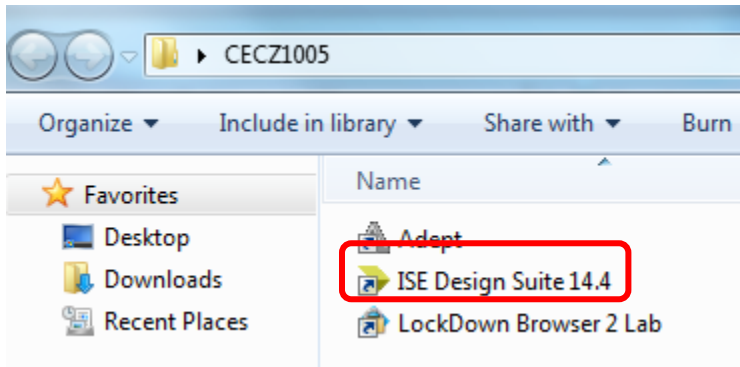 CECZ1005
Organize Include in library Share with Burn
Favorites
Desktop
Downloads
Recent Places
Name
Adept
ISE Design Suite 14.4
LockDown Browser 2 Lab